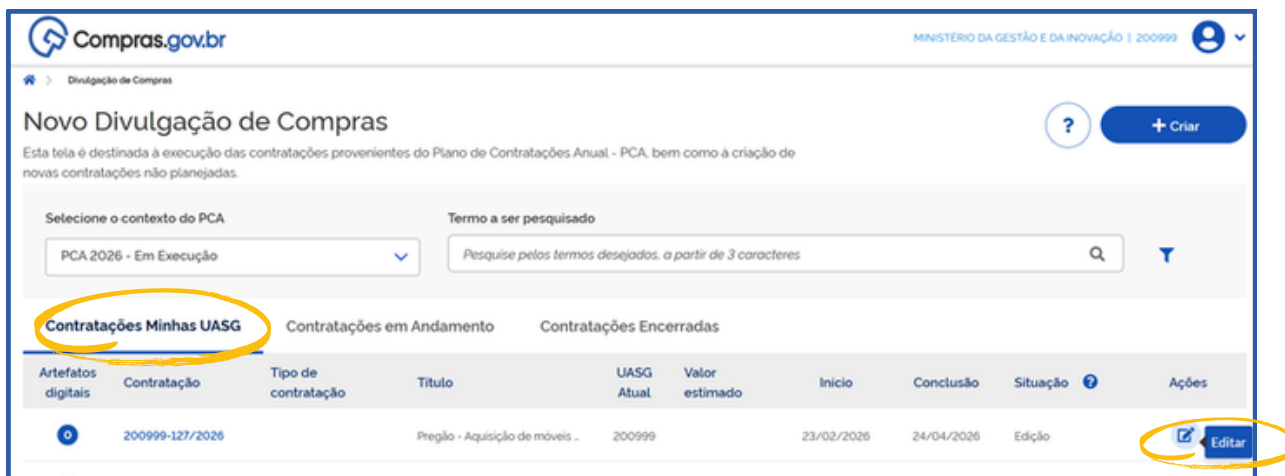 Compras.gov.br
MINISTÉRIO DA GESTÃO E DA INOVAÇÃO | 200999
Divulgação de Compras
Novo Divulgação de Compras
?
+ Criar
Esta tela é destinada à execução das contratações provenientes do Plano de Contratações Anual - PCA, bem como à criação de
novas contratações não planejadas.
Selecione o contexto do PCA
Termo a ser pesquisado
PCA 2026 - Em Execução
Pesquise pelos termos desejados, a partir de 3 caracteres
Contratações Minhas UASG
Contratações em Andamento
Contratações Encerradas
Artefatos digitais
Contratação
Tipo de contratação
Título
UASG Atual
Valor estimado
Início
Conclusão
Situação ?
Ações
0
200999-127/2026
Pregão - Aquisição de móveis ..
200999
23/02/2026
24/04/2026
Edição
Editar